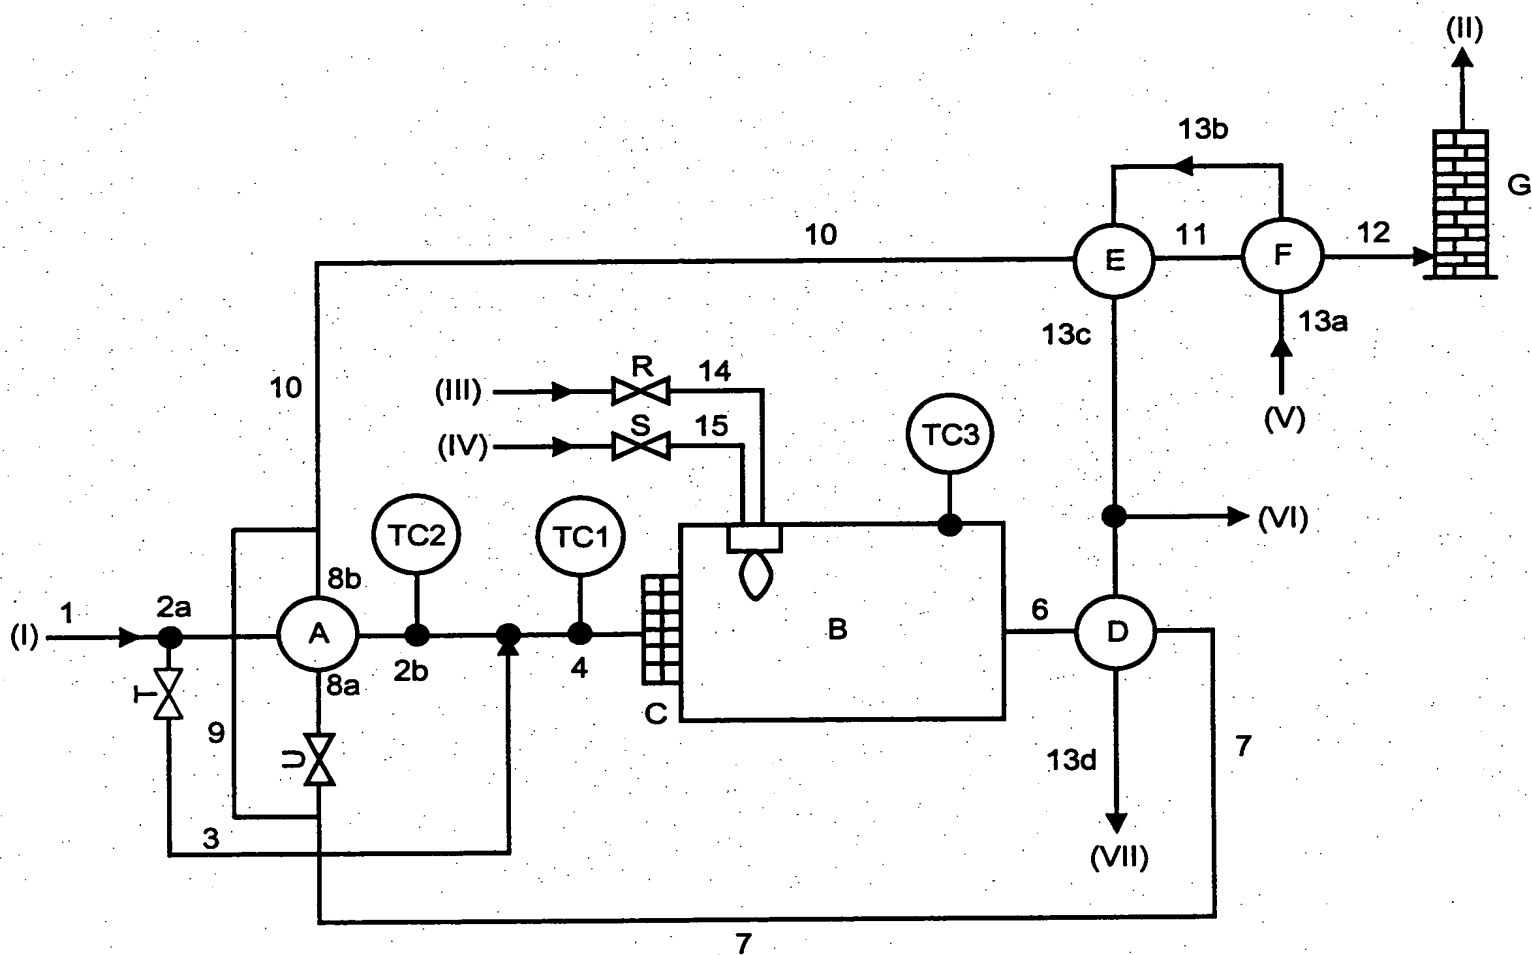 (II)
13b
G
10
E
11
F
12
13c
13a
10
(III)
R
14
(IV)
S
15
TC3
(V)
TC2
TC1
(VI)
8b
1
2a
(I)
A
B
6
D
2b
4
8a
T
C
9
U
13d
7
3
(VII)
7